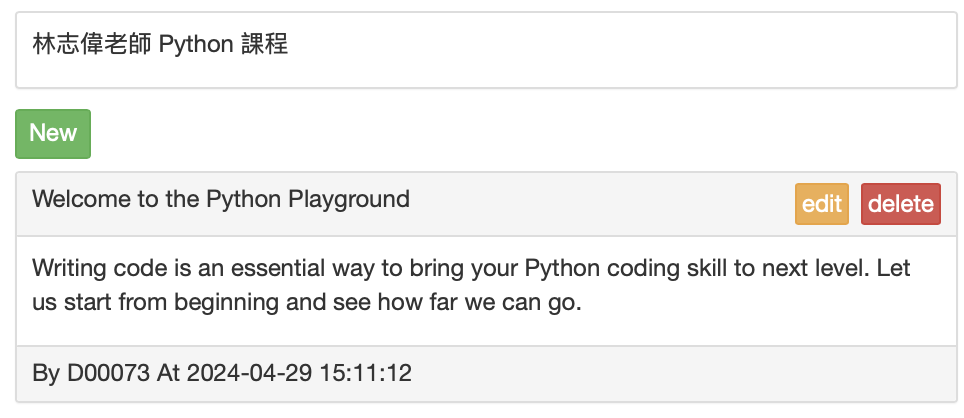 林志偉老師 Python 課程
New
Welcome to the Python Playground
edit delete
Writing code is an essential way to bring your Python coding skill to next level. Let
us start from beginning and see how far we can go.
By D00073 At 2024-04-29 15:11:12